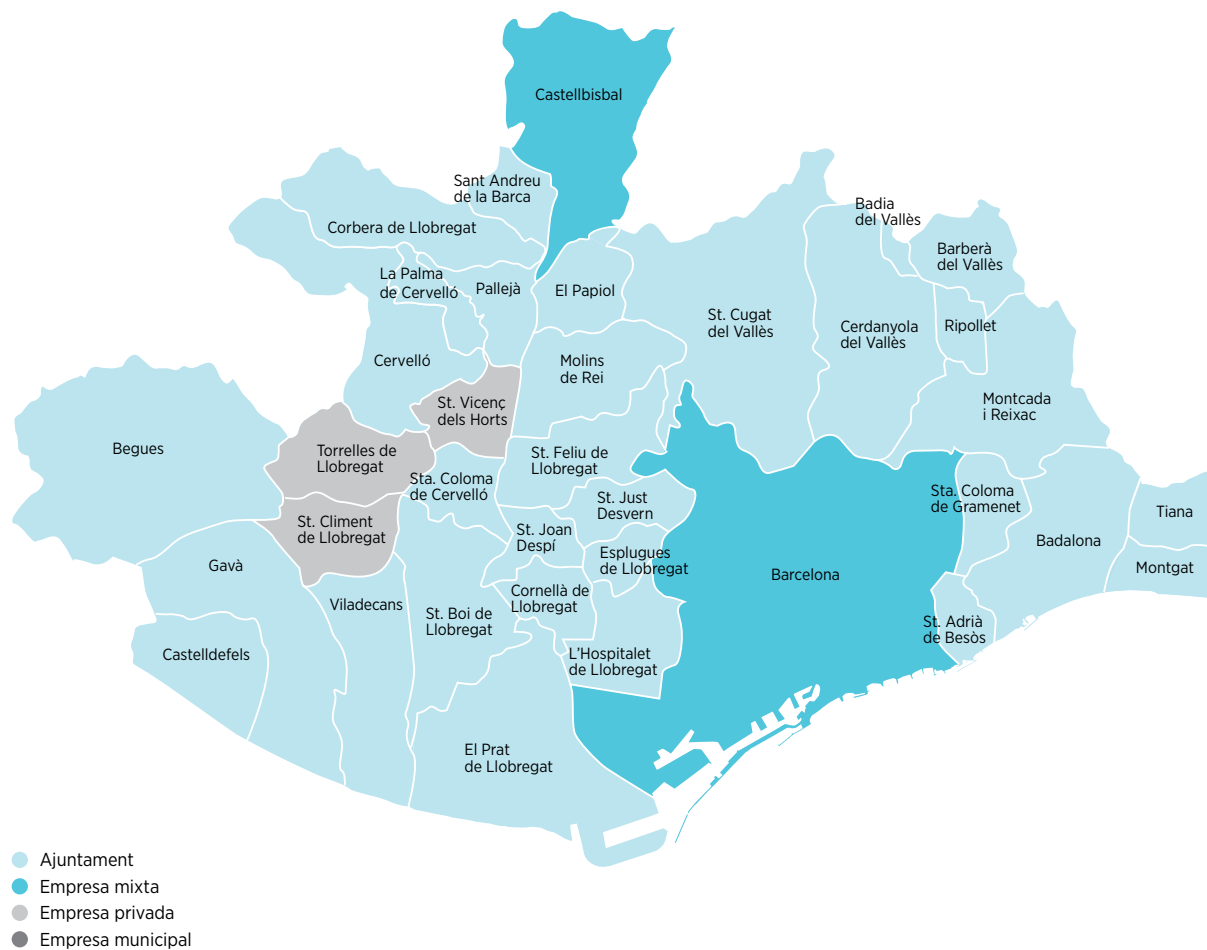 Castellbisbal
Sant Andreu
de la Barca
Badia
del Vallès
Corbera de Llobregat
Barberà
del Vallès
La Palma
de Cervelló
Pallejà
El Papiol
St. Cugat
del Vallès
Cerdanyola
del Vallès
Ripollet
Cervelló
Molins
de Rei
St. Vicenç
dels Horts
Montcada
i Reixac
Begues
Torrelles de
Llobregat
St. Feliu de
Llobregat
Sta. Coloma
de Cervelló
St. Just
Desvern
Sta. Coloma
de Gramenet
Tiana
St. Climent
de Llobregat
St. Joan
Despí
Badalona
Gavà
Esplugues
de Llobregat
Barcelona
Montgat
Viladecans
St. Boi de
Llobregat
Cornellà de
Llobregat
St. Adrià
de Besòs
Castelldefels
L'Hospitalet
de Llobregat
El Prat
de Llobregat
Ajuntament
Empresa mixta
Empresa privada
Empresa municipal